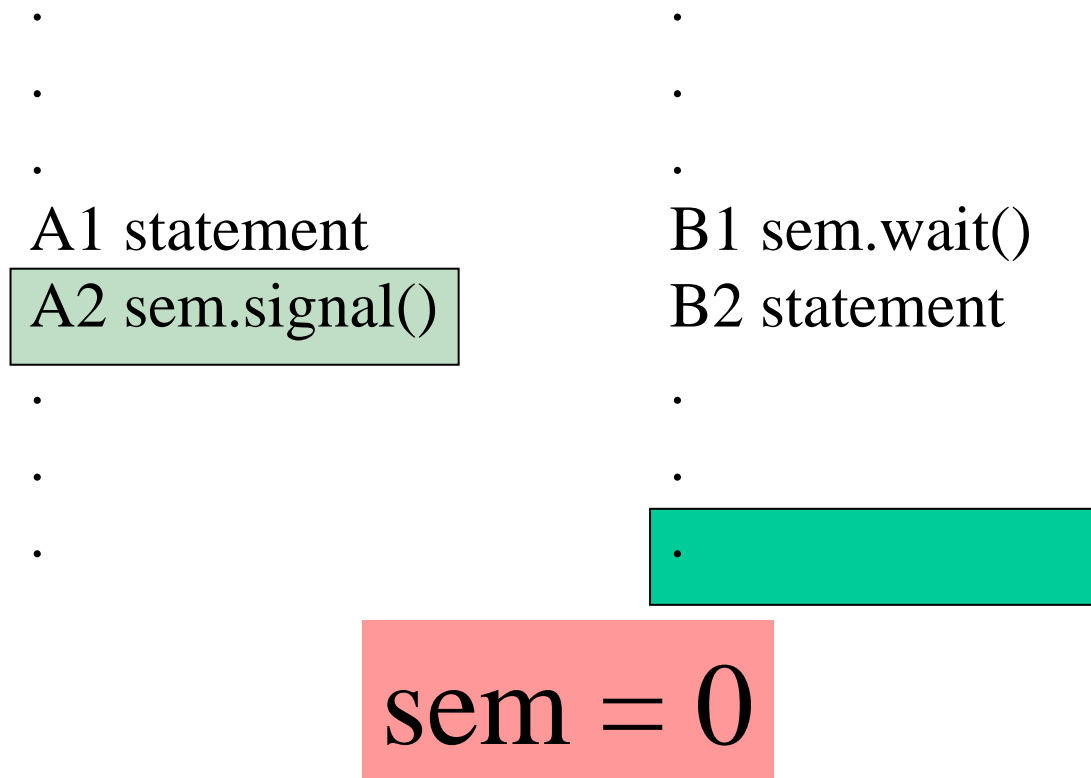 .
.
.
A1 statement
A2 sem.signal()
.
.
.
.
.
.
B1 sem.wait()
B2 statement
.
.
.
sem = 0